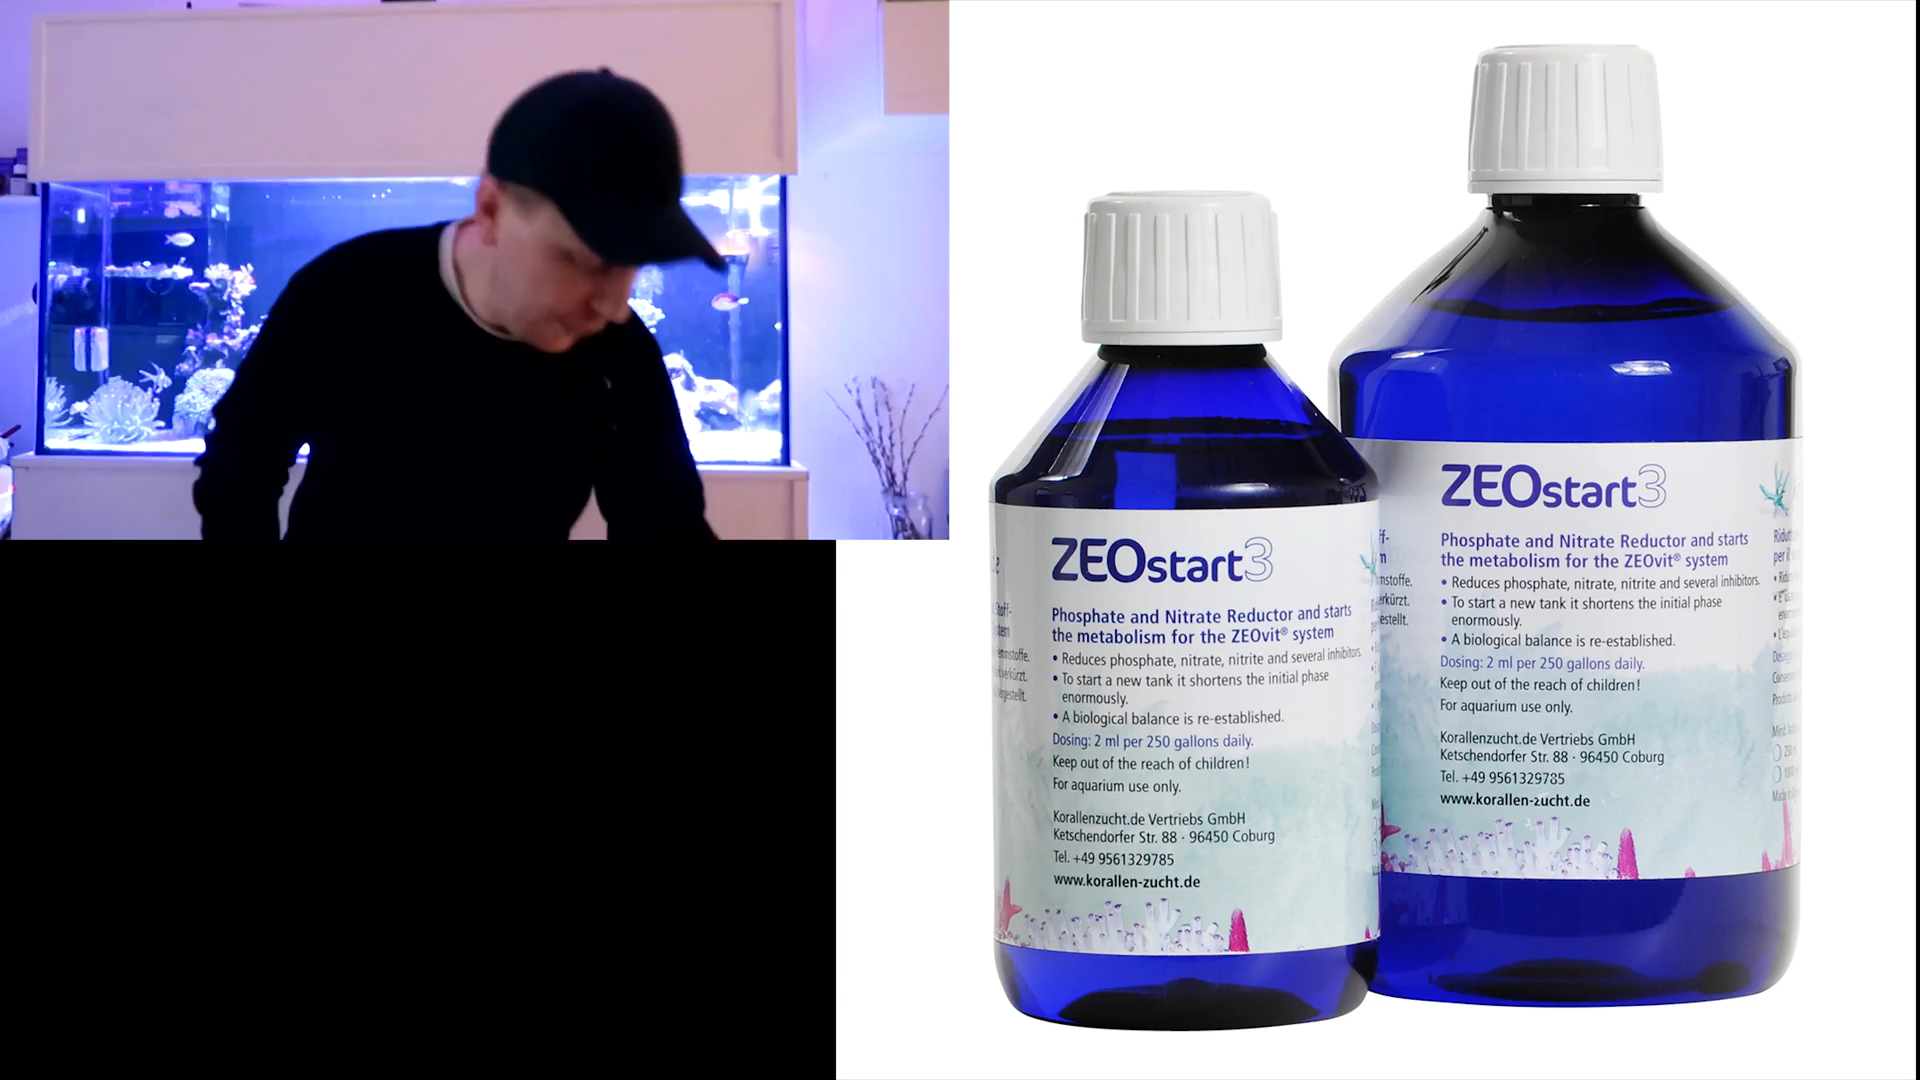 ZEOstart3
Phosphate and Nitrate Reductor and starts
the metabolism for the ZEOvit® system
• Reduces phosphate, nitrate, nitrite and several inhibitors.
• To start a new tank it shortens the initial phase
enormously.
• A biological balance is re-established.
Dosing: 2 ml per 250 gallons daily.
Keep out of the reach of children!
For aquarium use only.
Korallenzucht.de Vertriebs GmbH
Ketschendorfer Str. 88 · 96450 Coburg
Tel. +49 9561329785
www.korallen-zucht.de
ZEOstart3
Phosphate and Nitrate Reductor and starts
the metabolism for the ZEOvit® system
• Reduces phosphate, nitrate, nitrite and several inhibitors.
• To start a new tank it shortens the initial phase
enormously.
• A biological balance is re-established.
Dosing: 2 ml per 250 gallons daily.
Keep out of the reach of children!
For aquarium use only.
Korallenzucht.de Vertriebs GmbH
Ketschendorfer Str. 88 · 96450 Coburg
Tel. +49 9561329785
www.korallen-zucht.de